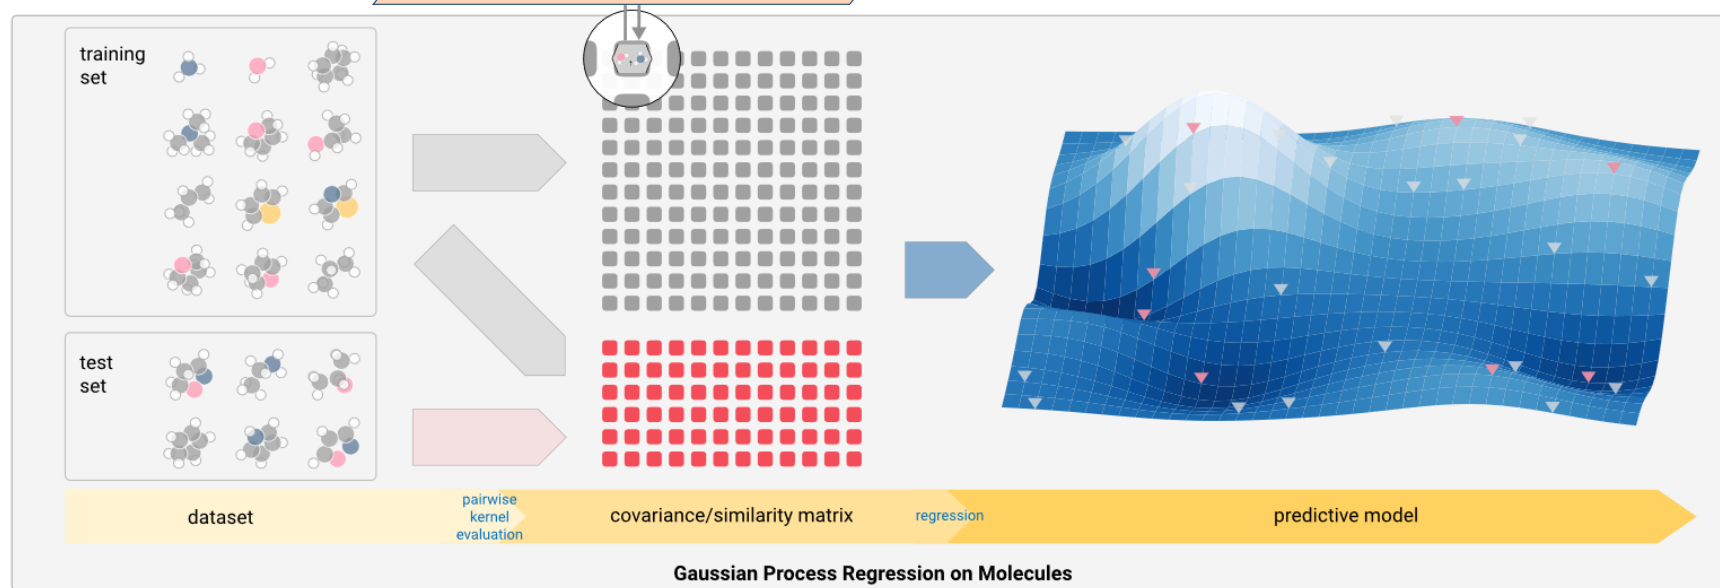 training
set
test
set
dataset
pairwise
kernel
evaluation
covariance/similarity matrix
regression
predictive model
Gaussian Process Regression on Molecules